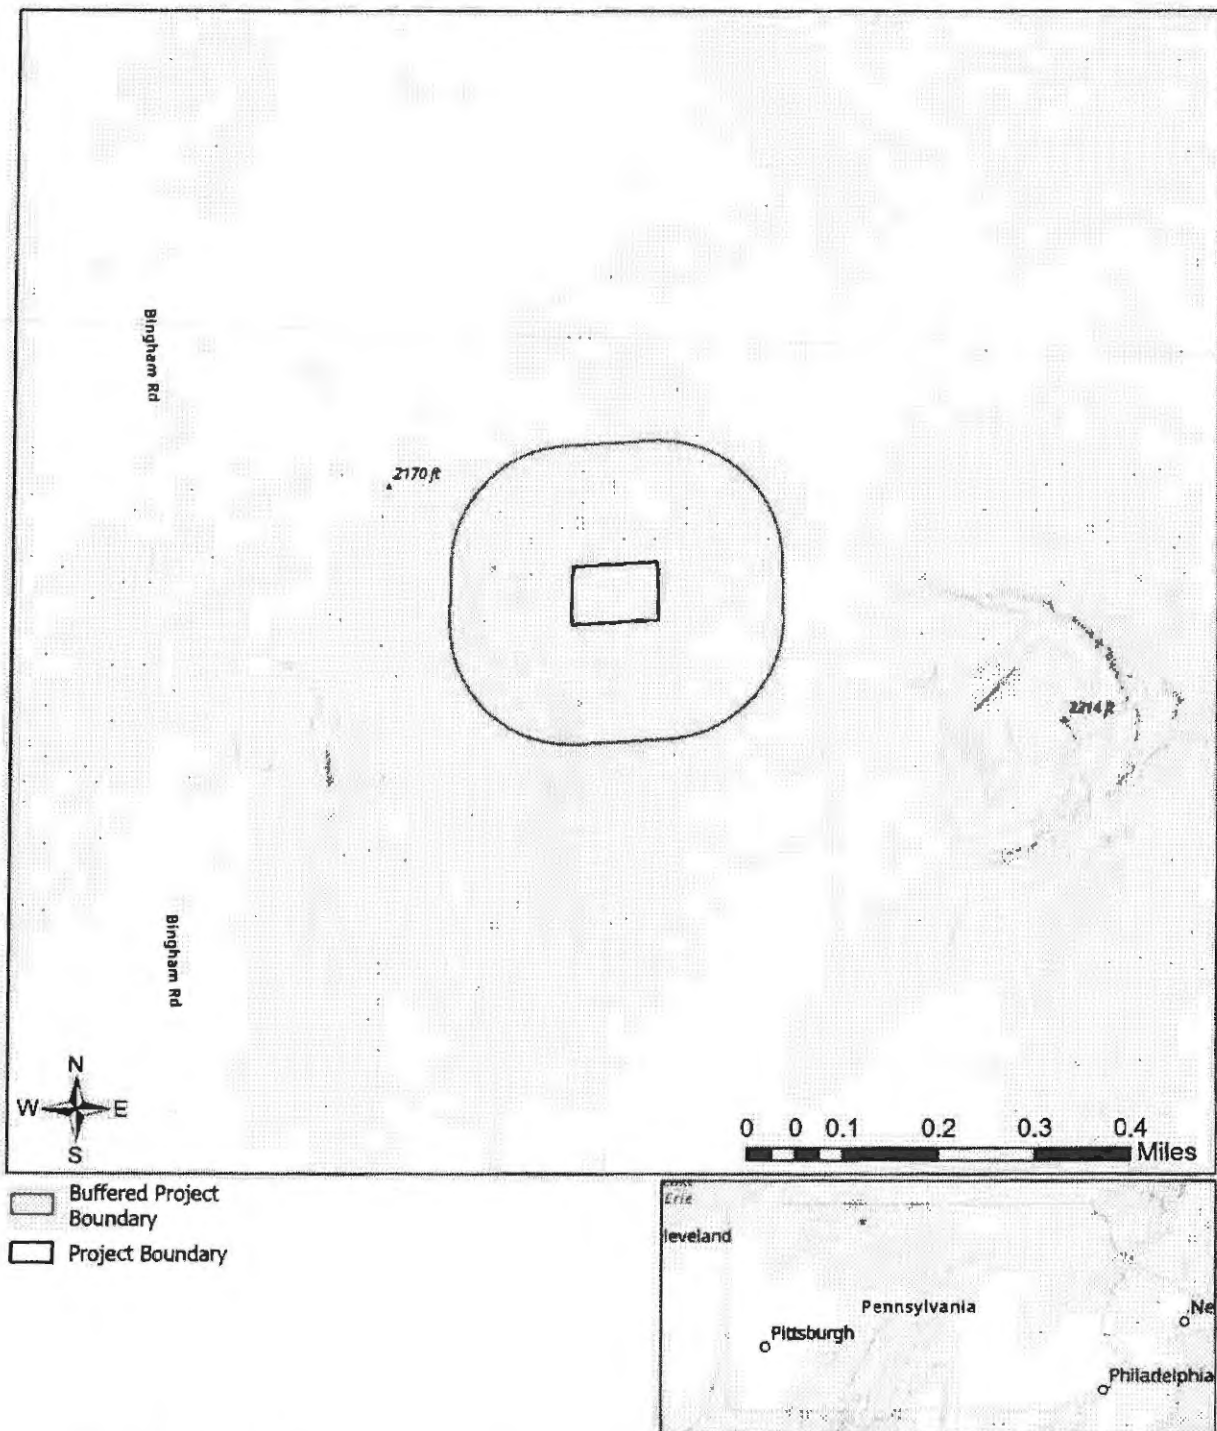 Bingham Rd
2170 ft
2214 ft
Bingham Rd
N
W E
S
0 0 0.1 0.2 0.3 0.4
Miles
Buffered Project
Boundary
Project Boundary
Erie
leveland
Pennsylvania
Ne
Pittsburgh
Philadelphia